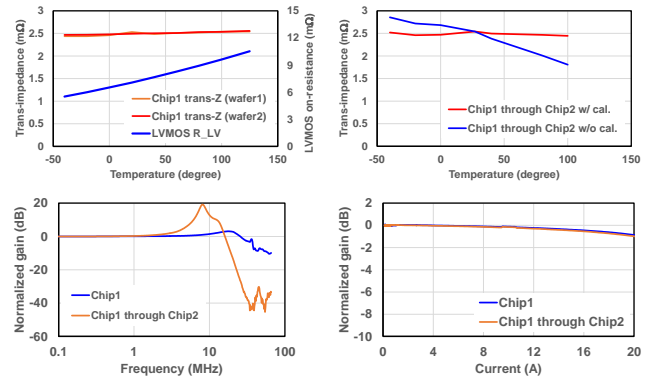 3
2.5
2
1.5
1
0.5
0
15
12
9
6
3
0
-50
0
50
100
150
Trans-impedance (mΩ)
LVMOS on-resistance (mΩ)
Chip1 trans-Z (wafer1)
Chip1 trans-Z (wafer2)
LVMOS R_LV
Temperature (degree)
3
2.5
2
1.5
1
0.5
0
-50
0
50
100
150
Trans-impedance (mΩ)
Chip1 through Chip2 w/ cal.
Chip1 through Chip2 w/o cal.
Temperature (degree)
20
0
-20
-40
-60
0.1
1
10
100
Normalized gain (dB)
Chip1
Chip1 through Chip2
Frequency (MHz)
2
0
-2
-4
-6
-8
-10
0
4
8
12
16
20
Normalized gain (dB)
Chip1
Chip1 through Chip2
Current (A)